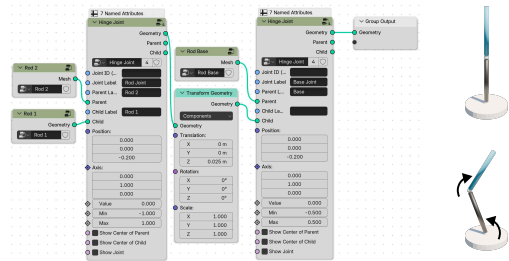 7 Named Attributes
Hinge Joint
Geometry
Parent
Child
Hinge Joint
4
Joint ID (...
Joint Label
Rod Joint
Parent La...
Rod 2
Parent
Child Label
Rod 1
Child
Position:
0.000
0.000
-0.200
Axis:
0.000
1.000
0.000
Value
0.000
Min
-1.000
Max
1.000
Show Center of Parent
Show Center of Child
Show Joint
Rod 2
Mesh
Rod 2
Rod 1
Geometry
Rod 1
Rod Base
Mesh
Rod Base
Transform Geometry
Geometry
Components
Geometry
Translation:
X
0 m
Y
0 m
Z
0.025 m
Rotation:
X
0°
Y
0°
Z
0°
Scale:
X
1.000
Y
1.000
Z
1.000
7 Named Attributes
Hinge Joint
Geometry
Parent
Child
Hinge Joint
4
Joint ID (...
Joint Label
Base Joint
Parent L...
Base
Parent
Child La...
Child
Position:
0.000
0.000
-0.200
Axis:
0.000
1.000
0.000
Value
0.000
Min
-0.500
Max
0.500
Show Center of Parent
Show Center of Child
Show Joint
Group Output
Geometry